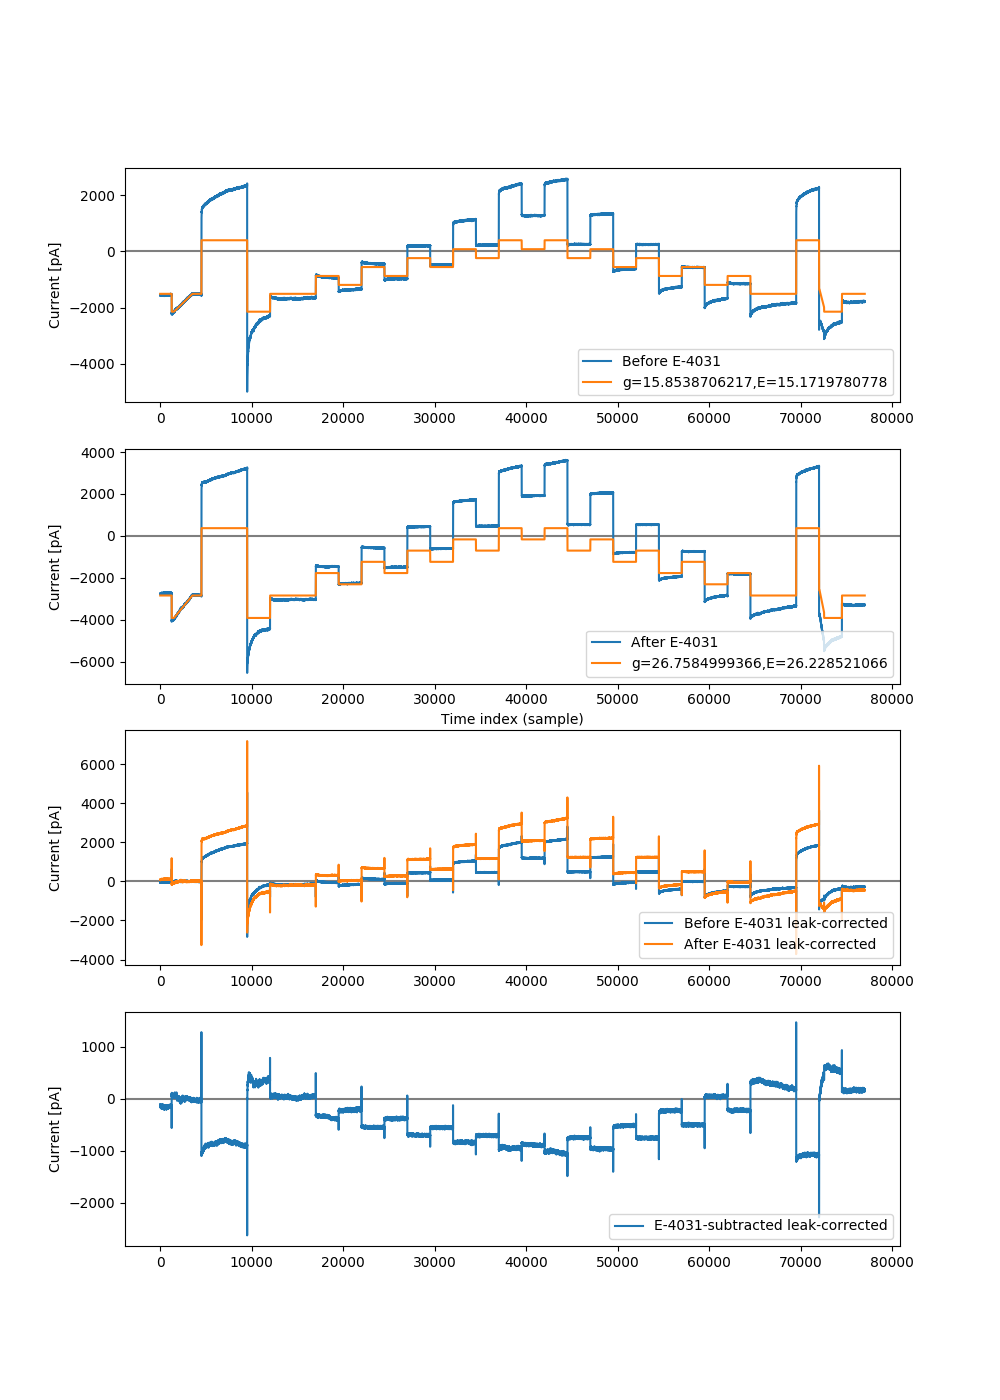 2000
0
−2000
−4000
Current [pA]
Before E-4031
g=15.8538706217,E=15.1719780778
0 10000 20000 30000 40000 50000 60000 70000 80000
4000
2000
0
−2000
−4000
−6000
Current [pA]
After E-4031
g=26.7584999366,E=26.228521066
0 10000 20000 30000 40000 50000 60000 70000 80000
Time index (sample)
6000
4000
2000
0
−2000
−4000
Current [pA]
Before E-4031 leak-corrected
After E-4031 leak-corrected
0 10000 20000 30000 40000 50000 60000 70000 80000
1000
0
−1000
−2000
Current [pA]
E-4031-subtracted leak-corrected
0 10000 20000 30000 40000 50000 60000 70000 80000